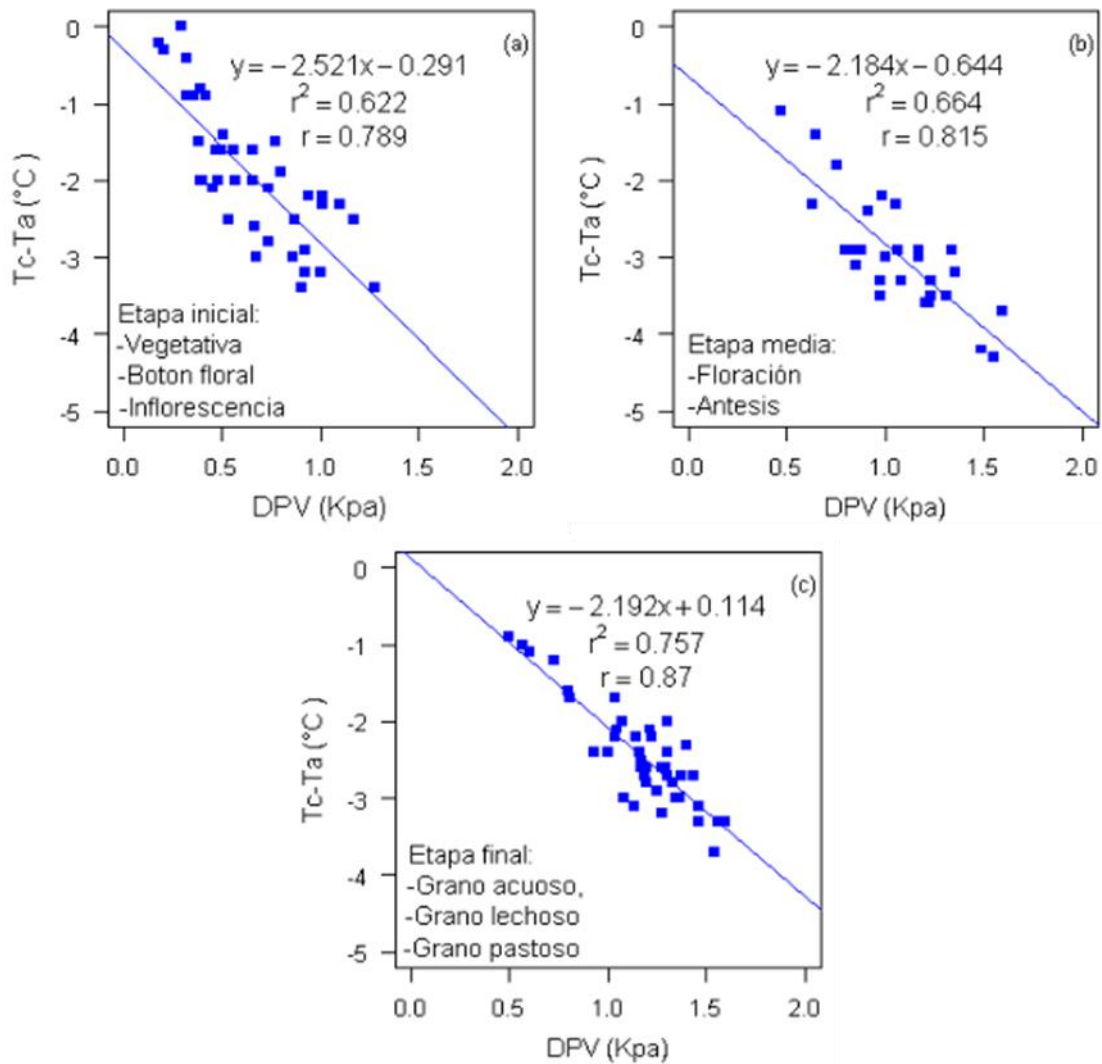 (a)
y = −2.521x − 0.291
r² = 0.622
r = 0.789
0
-1
-2
-3
-4
-5
Tc-Ta (°C)
Etapa inicial:
-Vegetativa
-Boton floral
-Inflorescencia
0.0 0.5 1.0 1.5 2.0
DPV (Kpa)
(b)
y = −2.184x − 0.644
r² = 0.664
r = 0.815
0
-1
-2
-3
-4
-5
Tc-Ta (°C)
Etapa media:
-Floración
-Antesis
0.0 0.5 1.0 1.5 2.0
DPV (Kpa)
(c)
y = −2.192x + 0.114
r² = 0.757
r = 0.87
0
-1
-2
-3
-4
-5
Tc-Ta (°C)
Etapa final:
-Grano acuoso,
-Grano lechoso
-Grano pastoso
0.0 0.5 1.0 1.5 2.0
DPV (Kpa)